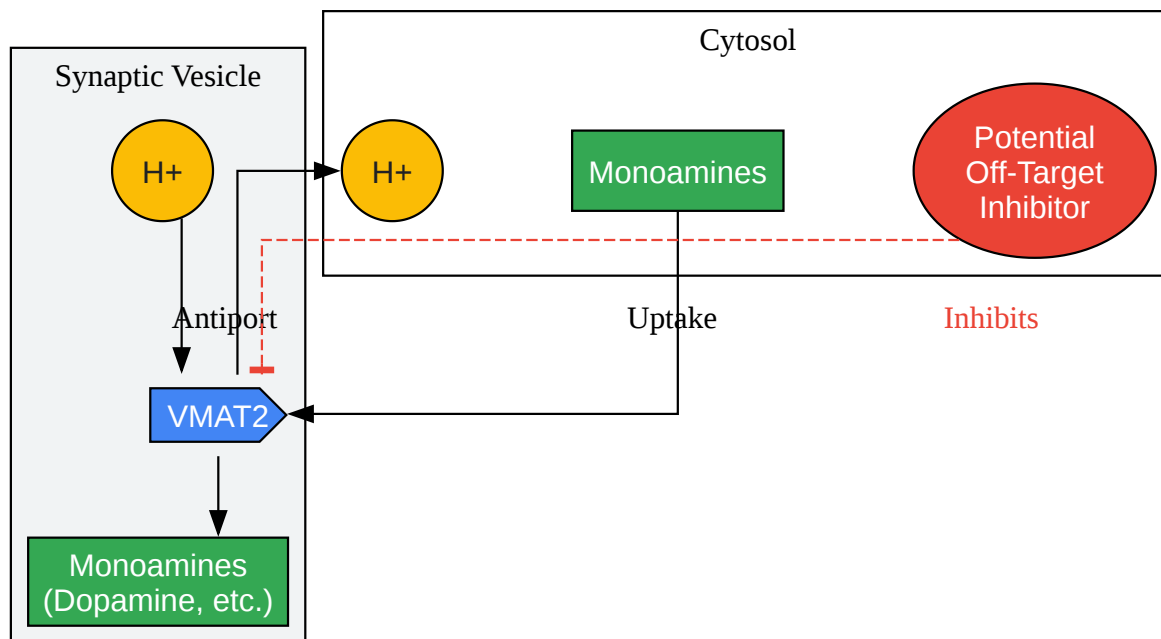 Cytosol
Synaptic Vesicle
H+
H+
Monoamines
Potential
Off-Target
Inhibitor
Antiport
Uptake
Inhibits
VMAT2
Monoamines
(Dopamine, etc.)